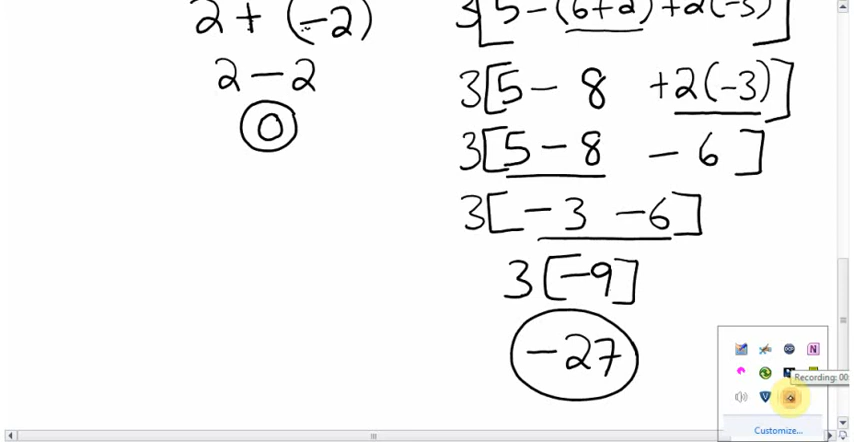 2 + (-2)
2 - 2
0
3[5 - (6+2) + 2(-3)]
3[5 - 8 + 2(-3)]
3[5 - 8 - 6]
3[-3 - 6]
3[-9]
-27
Recording: 00:
Customize...